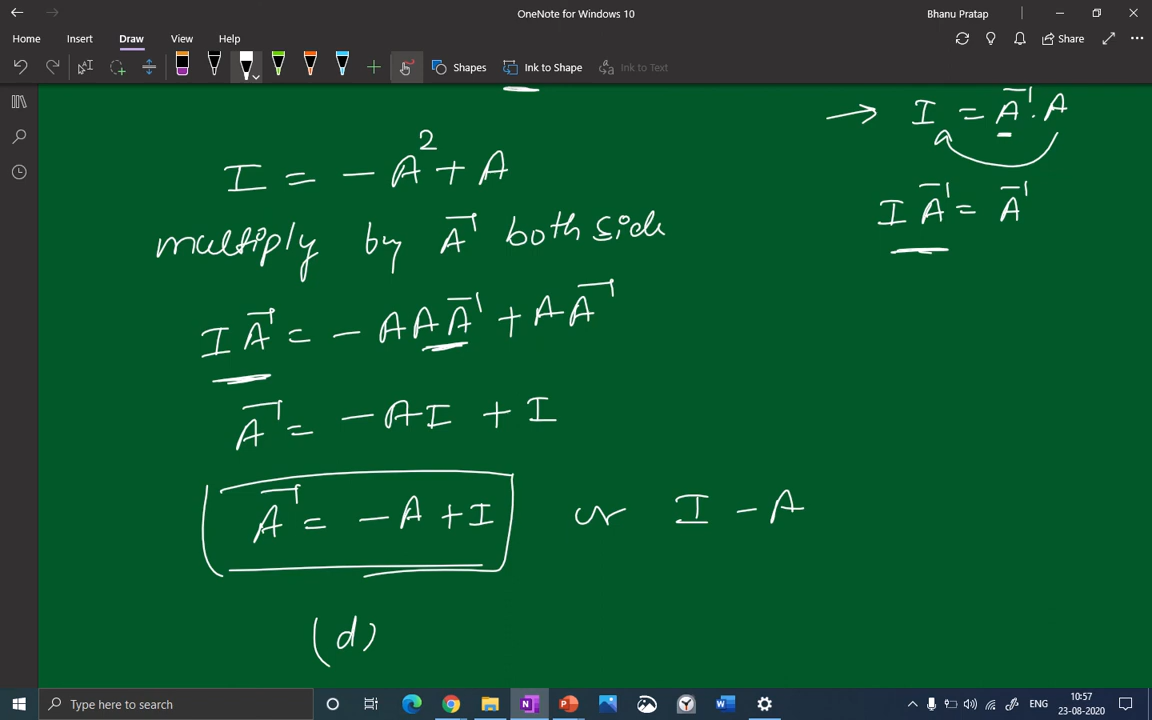 OneNote for Windows 10
Bhanu Pratap
Home Insert Draw View Help
Share
Shapes
Ink to Shape
Ink to Text
→ I = A⁻¹·A
I = -A² + A
I A⁻¹ = A⁻¹
multiply by A⁻¹ both side
I A⁻¹ = - A A A⁻¹ + A A⁻¹
A⁻¹ = - A I + I
A⁻¹ = - A + I or I - A
(d)
Type here to search
ENG
10:57
23-08-2020